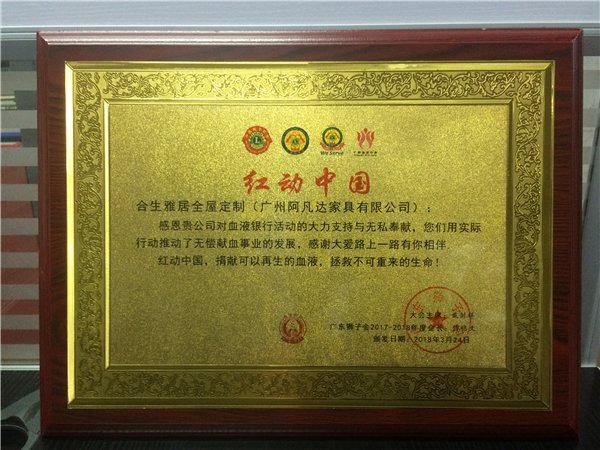 We Serve
红动中国
合生雅居全屋定制（广州阿凡达家具有限公司）：
感恩贵公司对血液银行活动的大力支持与无私奉献，您们用实际
行动推动了无偿献血事业的发展，感谢大爱路上一路有你相伴.
红动中国，捐献可以再生的血液，拯救不可重来的生命！
大公主席：
广东狮子会2017-2018年度会长：
颁发日期：2018年1月24日